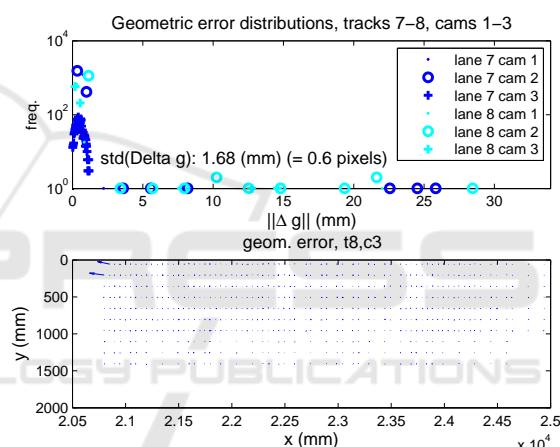 Geometric error distributions, tracks 7−8, cams 1−3
10^4
10^2
10^0
freq.
lane 7 cam 1
lane 7 cam 2
lane 7 cam 3
lane 8 cam 1
lane 8 cam 2
lane 8 cam 3
std(Delta g): 1.68 (mm) (= 0.6 pixels)
0 5 10 15 20 25 30
||Δ g|| (mm)
geom. error, t8,c3
0
500
1000
1500
2000
y (mm)
2.05 2.1 2.15 2.2 2.25 2.3 2.35 2.4 2.45 2.5
x 10^4
x (mm)
PRESS
LOGY PUBLICATIONS